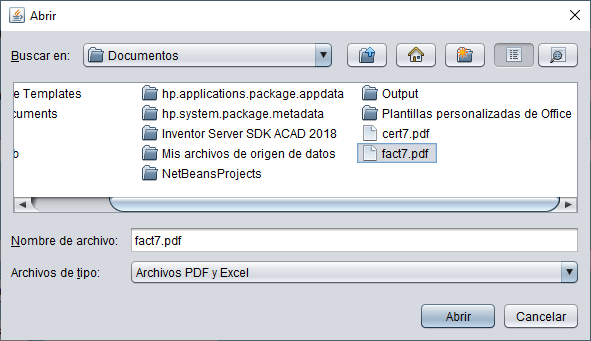 Abrir
Buscar en: Documentos
e Templates
cuments
b
hp.applications.package.appdata
hp.system.package.metadata
Inventor Server SDK ACAD 2018
Mis archivos de origen de datos
NetBeansProjects
Output
Plantillas personalizadas de Office
cert7.pdf
fact7.pdf
Nombre de archivo: fact7.pdf
Archivos de tipo: Archivos PDF y Excel
Abrir Cancelar